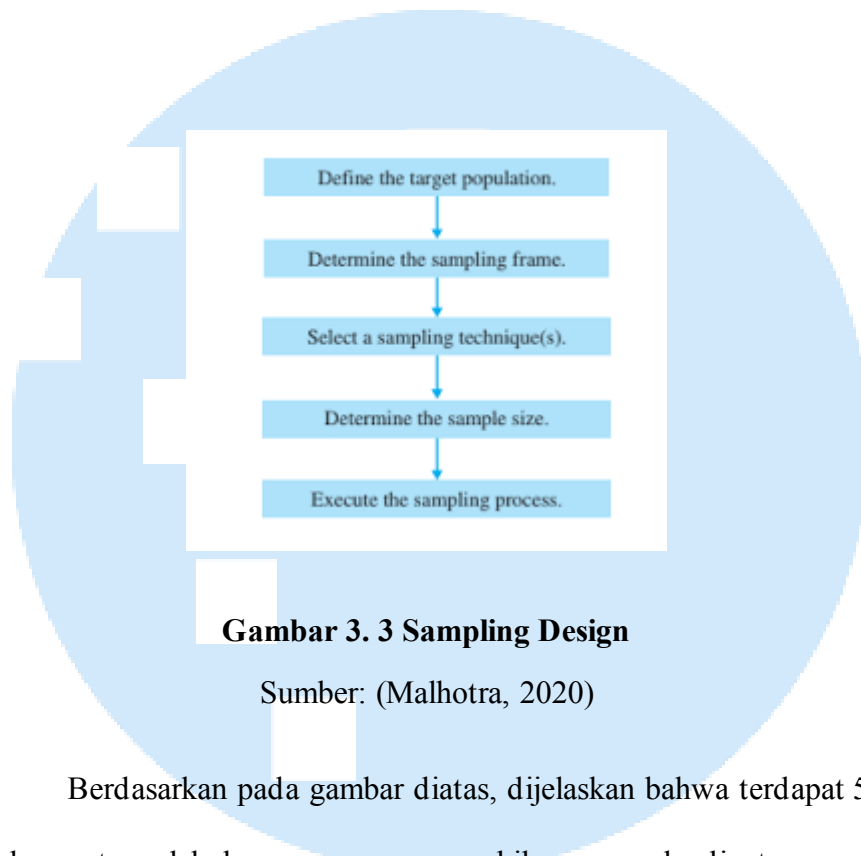 Define the target population.
Determine the sampling frame.
Select a sampling technique(s).
Determine the sample size.
Execute the sampling process.
Gambar 3. 3 Sampling Design
Sumber: (Malhotra, 2020)
Berdasarkan pada gambar diatas, dijelaskan bahwa terdapat 5